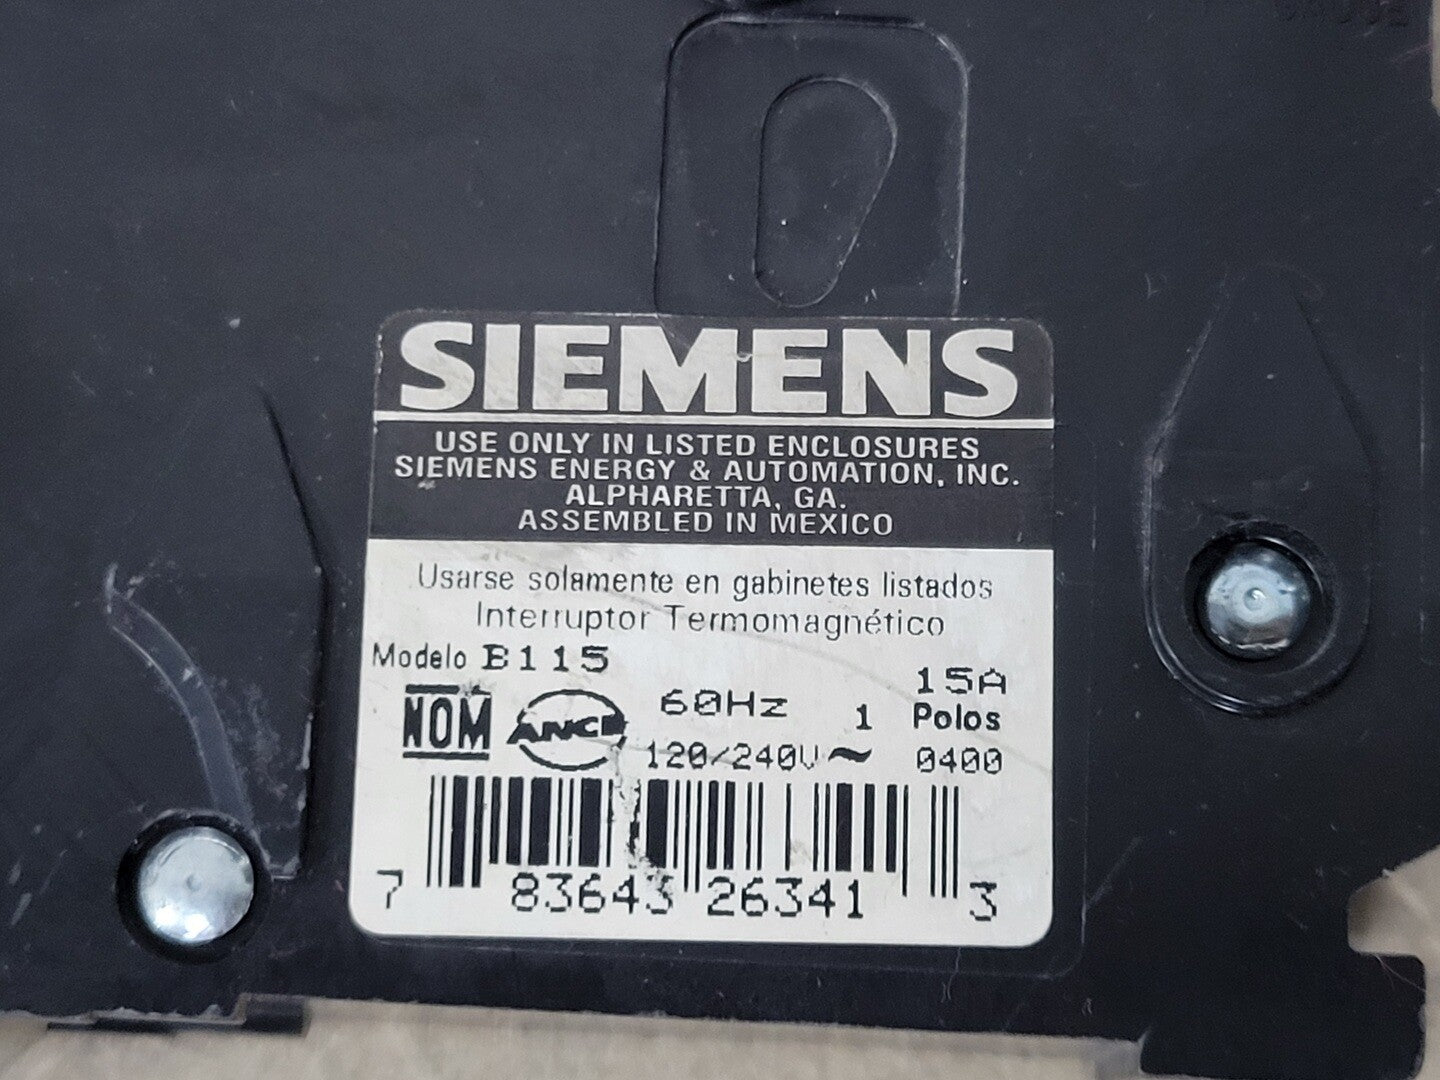 SIEMENS
USE ONLY IN LISTED ENCLOSURES
SIEMENS ENERGY & AUTOMATION, INC.
ALPHARETTA, GA.
ASSEMBLED IN MEXICO
Usarse solamente en gabinetes listados
Interruptor Termomagnético
Modelo B115
15A
NOM ANCE 60Hz 1 Polos
120/240V ~ 0400
7 83643 26341 3